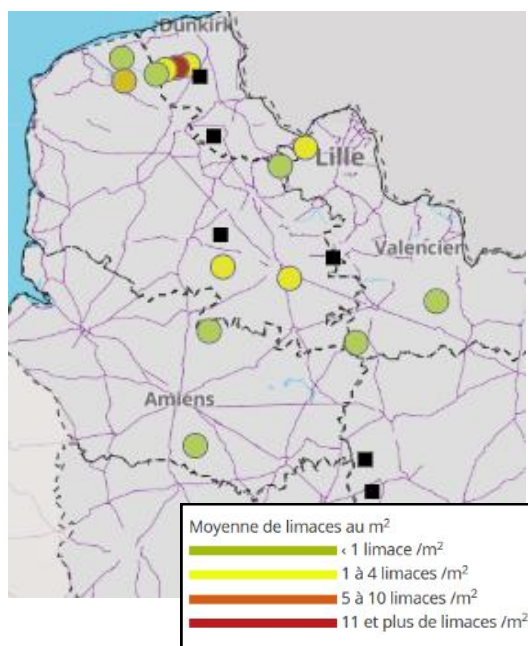 Dunkirk
Lille
Valencien
Amiens
Moyenne de limaces au m²
‹ 1 limace /m²
1 à 4 limaces /m²
5 à 10 limaces /m²
11 et plus de limaces /m²